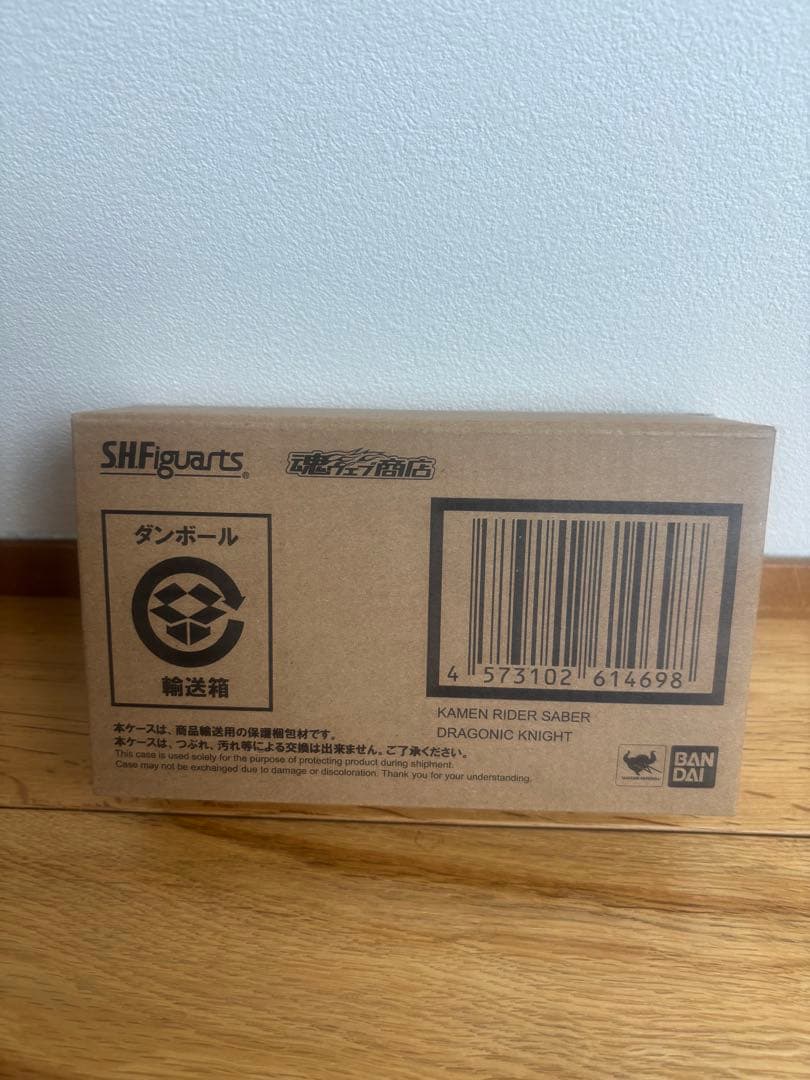 S.H.Figuarts®
魂ウェブ商店
ダンボール
輸送箱
4 573102 614698
KAMEN RIDER SABER
DRAGONIC KNIGHT
本ケースは、商品輸送用の保護梱包材です。
本ケースは、つぶれ、汚れ等による交換は出来ません。ご了承ください。
This case is used solely for the purpose of protecting product during shipment.
Case may not be exchanged due to damage or discoloration. Thank you for your understanding.
BAN
DAI